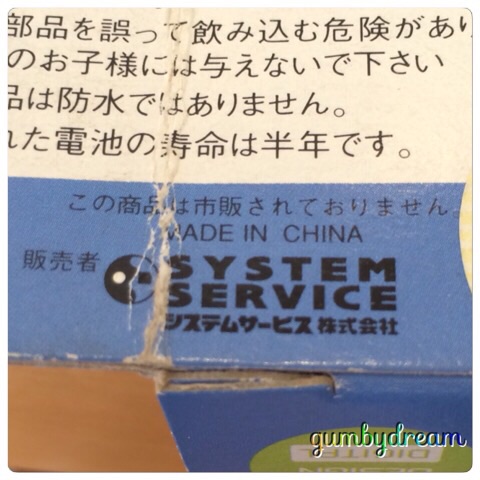 部品を誤って飲み込む危険があり
のお子様には与えないで下さい
品は防水ではありません。
れた電池の寿命は半年です。
この商品は市販されておりません。
MADE IN CHINA
販売者
SYSTEM
SERVICE
システムサービス 株式会社
gumbydream
DIGITAL
DESIGN